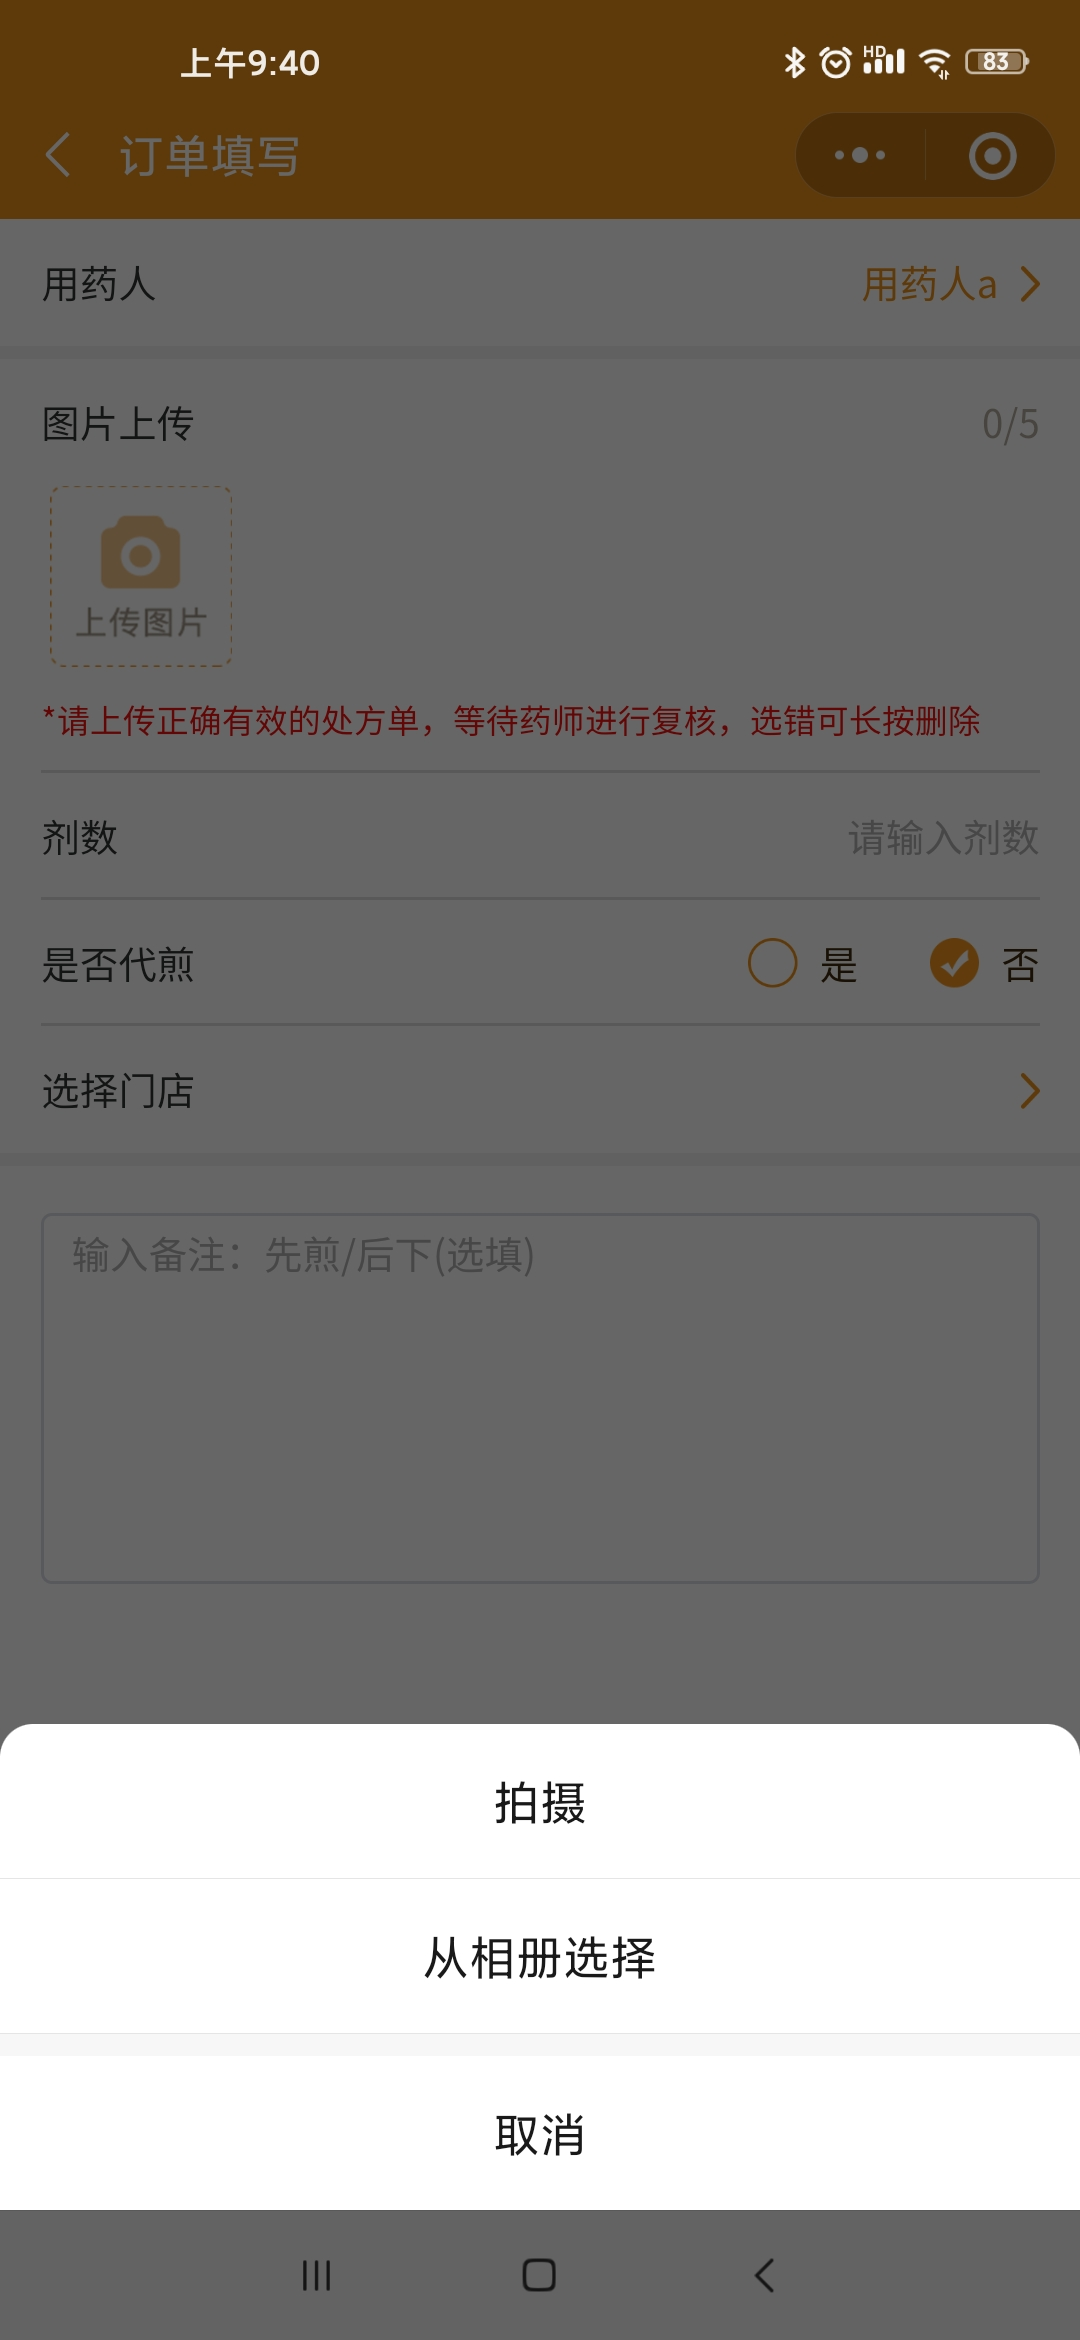 上午9:40
HD
83
订单填写
用药人
用药人a
图片上传
0/5
上传图片
*请上传正确有效的处方单，等待药师进行复核，选错可长按删除
剂数
请输入剂数
是否代煎
是
否
选择门店
输入备注：先煎/后下(选填)
拍摄
从相册选择
取消